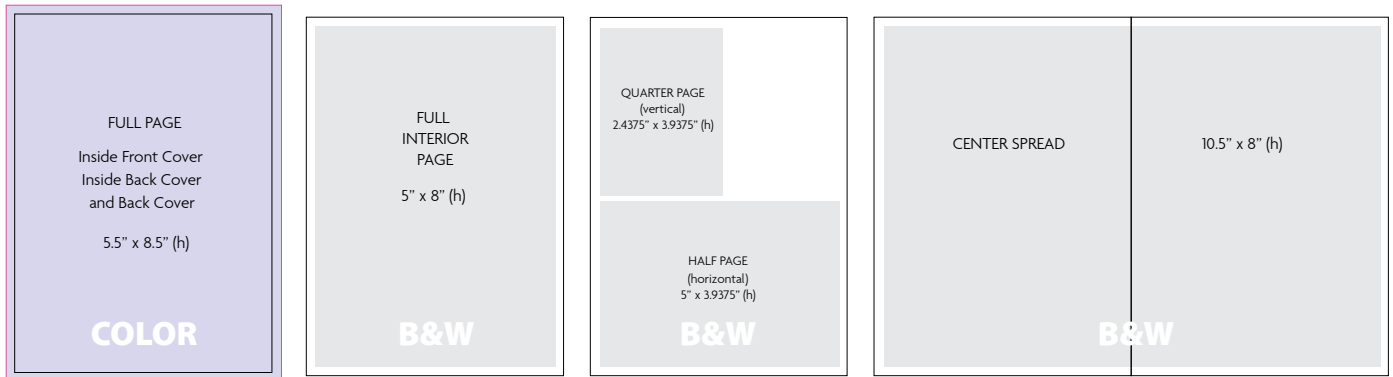 FULL PAGE
Inside Front Cover
Inside Back Cover
and Back Cover
5.5” x 8.5” (h)
COLOR
FULL
INTERIOR
PAGE
5” x 8” (h)
B&W
QUARTER PAGE
(vertical)
2.4375” x 3.9375” (h)
HALF PAGE
(horizontal)
5” x 3.9375” (h)
B&W
CENTER SPREAD
10.5” x 8” (h)
B&W